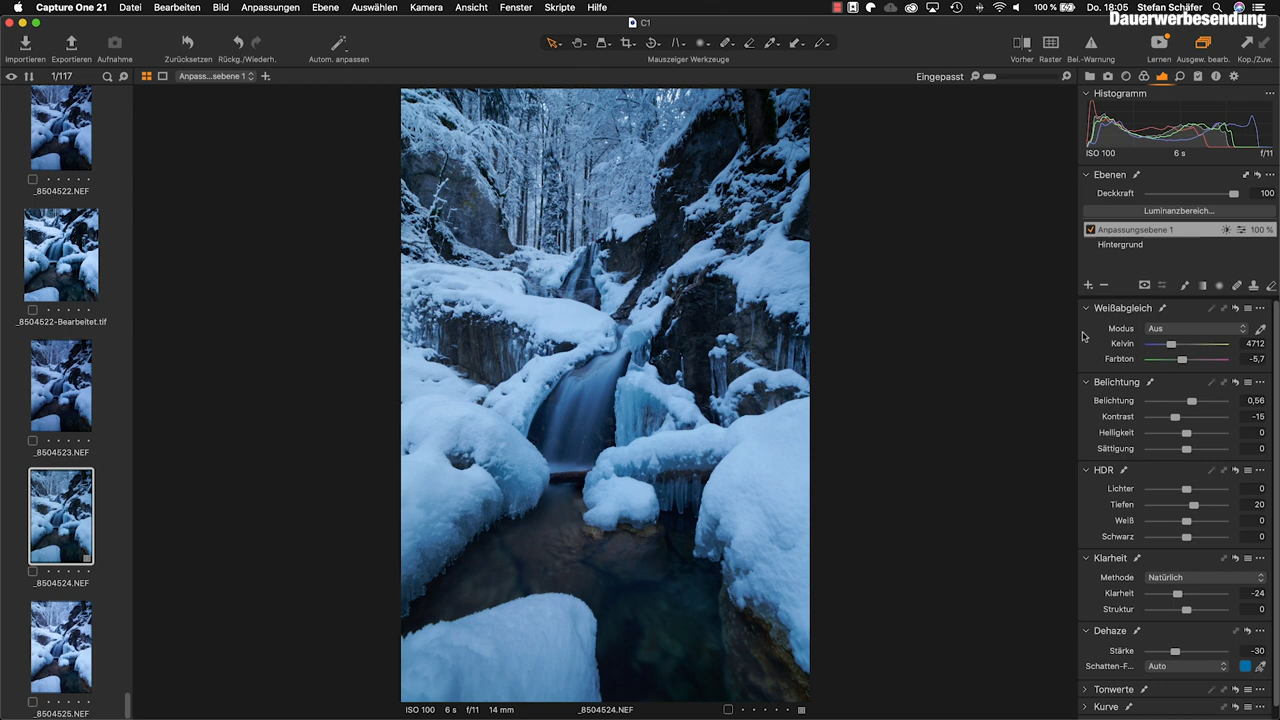 Capture One 21 Datei Bearbeiten Bild Anpassungen Ebene Auswählen Kamera Ansicht Fenster Skripte Hilfe 100 % Do. 18:05 Stefan Schäfer
Dauerwerbesendung
C1
Importieren Exportieren Aufnahme Zurücksetzen Rückg./Wiederh. Autom. anpassen Mauszeiger Werkzeuge Vorher Raster Bel.-Warnung Lernen Ausgew. bearb. Kop./Zuw.
1/117 Anpass...sebene 1 Eingepasst
Histogramm
ISO 100 6 s f/11
Ebenen
Deckkraft 100
Luminanzbereich...
Anpassungsebene 1 100 %
Hintergrund
Weißabgleich
Modus Aus
Kelvin 4712
Farbton -5,7
Belichtung
Belichtung 0,56
Kontrast -15
Helligkeit 0
Sättigung 0
HDR
Lichter 0
Tiefen 20
Weiß 0
Schwarz 0
Klarheit
Methode Natürlich
Klarheit -24
Struktur 0
Dehaze
Stärke -30
Schatten-F... Auto
Tonwerte
Kurve
_8504522.NEF
_8504522-Bearbeitet.tif
_8504523.NEF
_8504524.NEF
_8504525.NEF
ISO 100 6 s f/11 14 mm _8504524.NEF